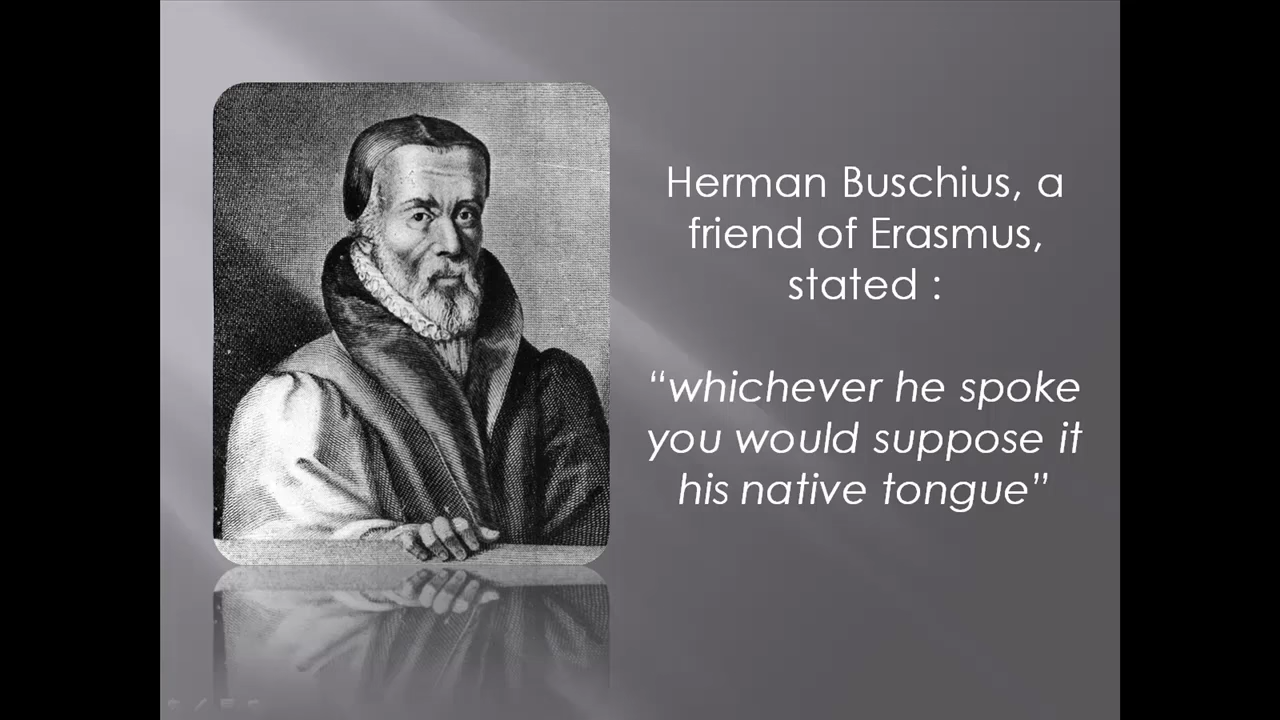 Herman Buschius, a
friend of Erasmus,
stated :
“whichever he spoke
you would suppose it
his native tongue”